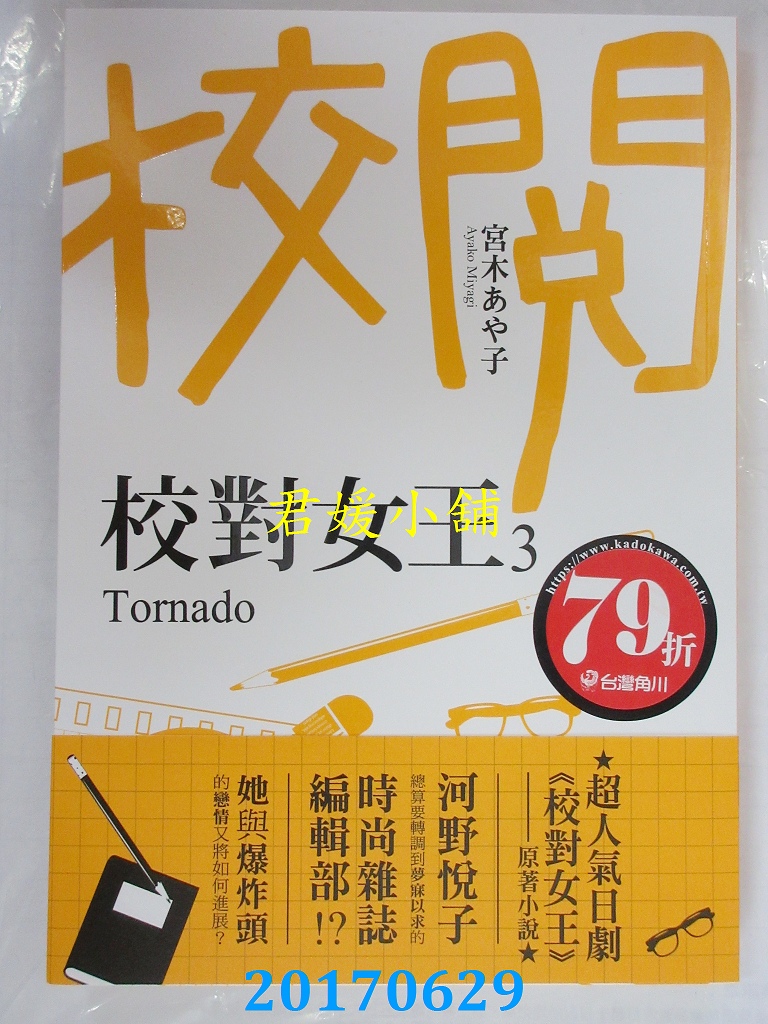 校閱
宮木あや子
Ayako Miyagi
校對女王3
君媛小舖
Tornado
https://www.kadokawa.com.tw
79折
台灣角川
★超人氣日劇
《校對女王》
——原著小說★
河野悅子
總算要轉調到夢寐以求的
時尚雜誌
編輯部!?
她與爆炸頭
的戀情又將如何進展？
20170629